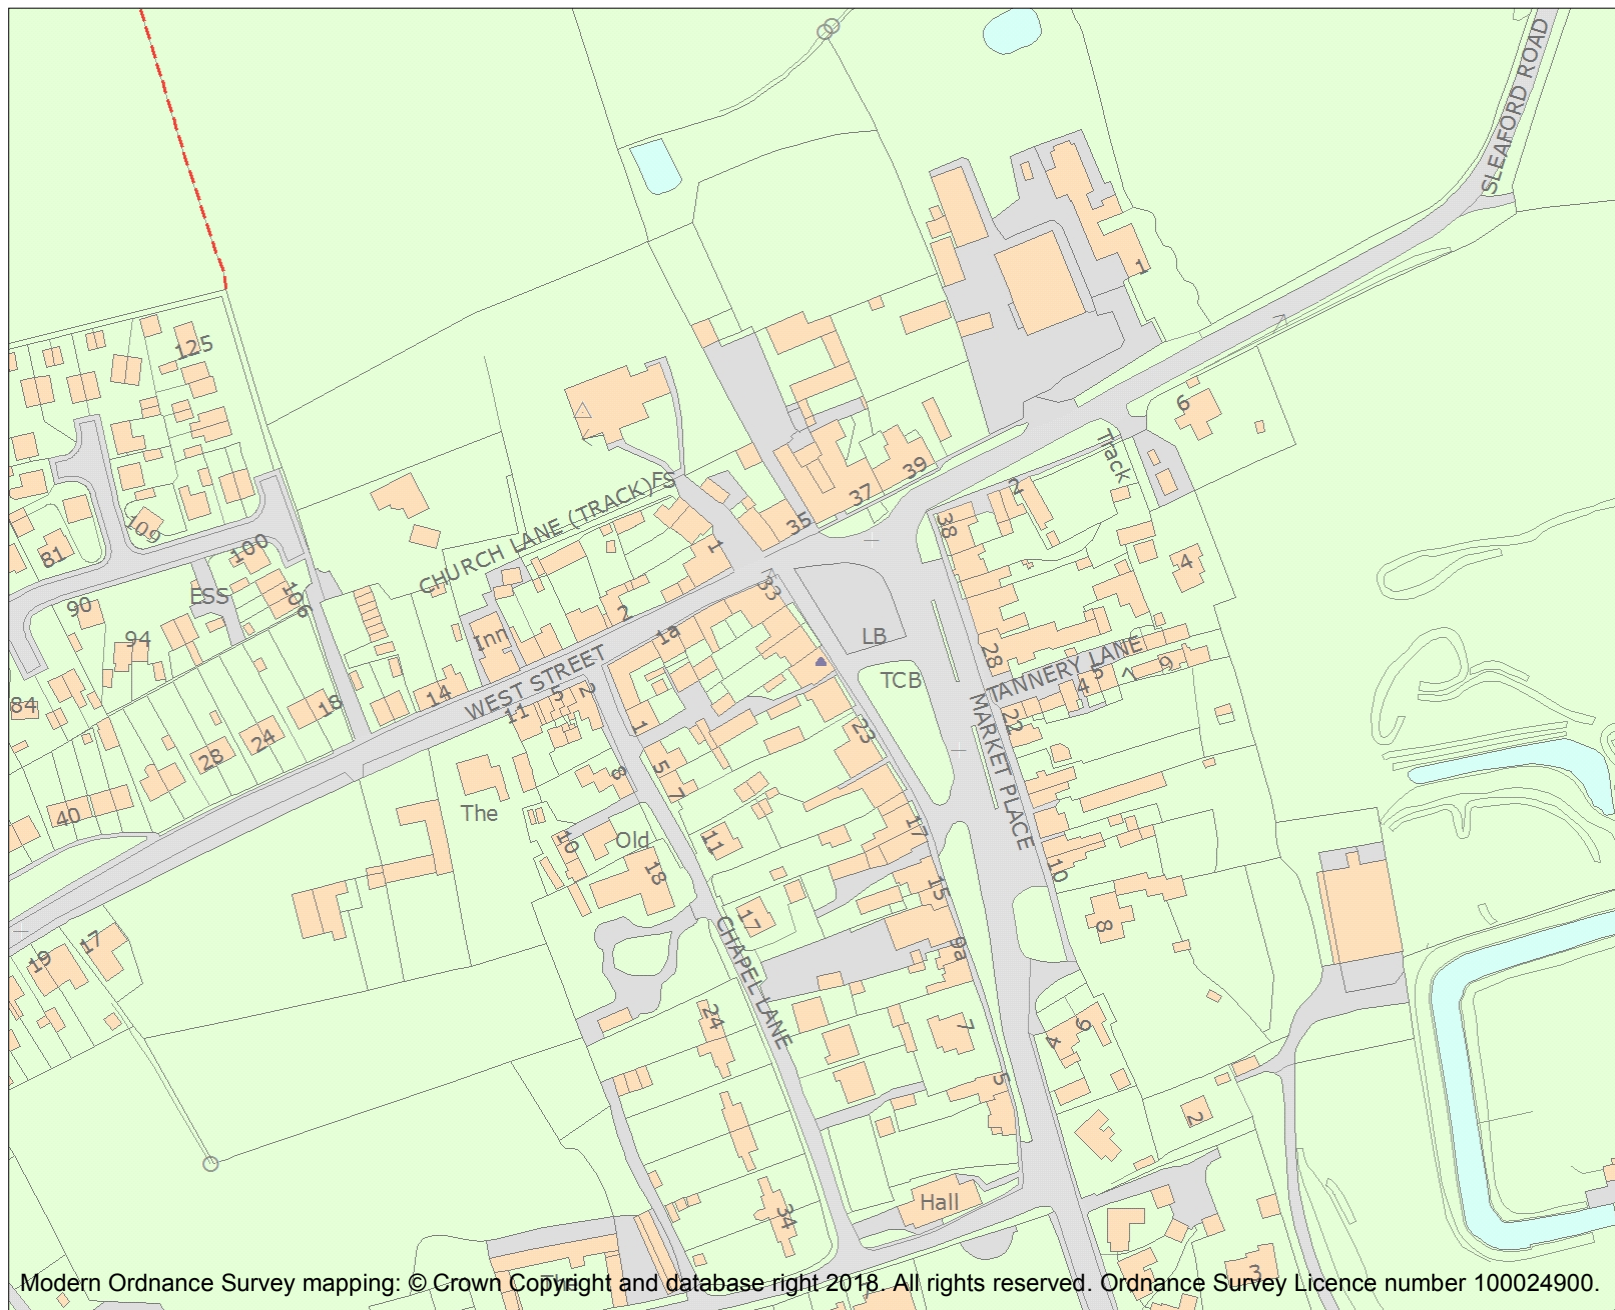 SLEAFORD ROAD
1
125
6
Track
2
39
37
35
FS
CHURCH LANE (TRACK)
38
109
81
100
ESS
106
90
94
84
1
33
2
1a
Inn
LB
4
28
TANNERY LANE
TCB
9
7
5
4
WEST STREET
2
5
11
14
18
24
28
40
1
22
MARKET PLACE
23
5
7
8
The
Old
10
11
17
18
10
15
8
17
CHAPEL LANE
9a
17
19
24
7
6
4
5
2
34
Hall
3
The
Modern Ordnance Survey mapping: © Crown Copyright and database right 2018. All rights reserved. Ordnance Survey Licence number 100024900.